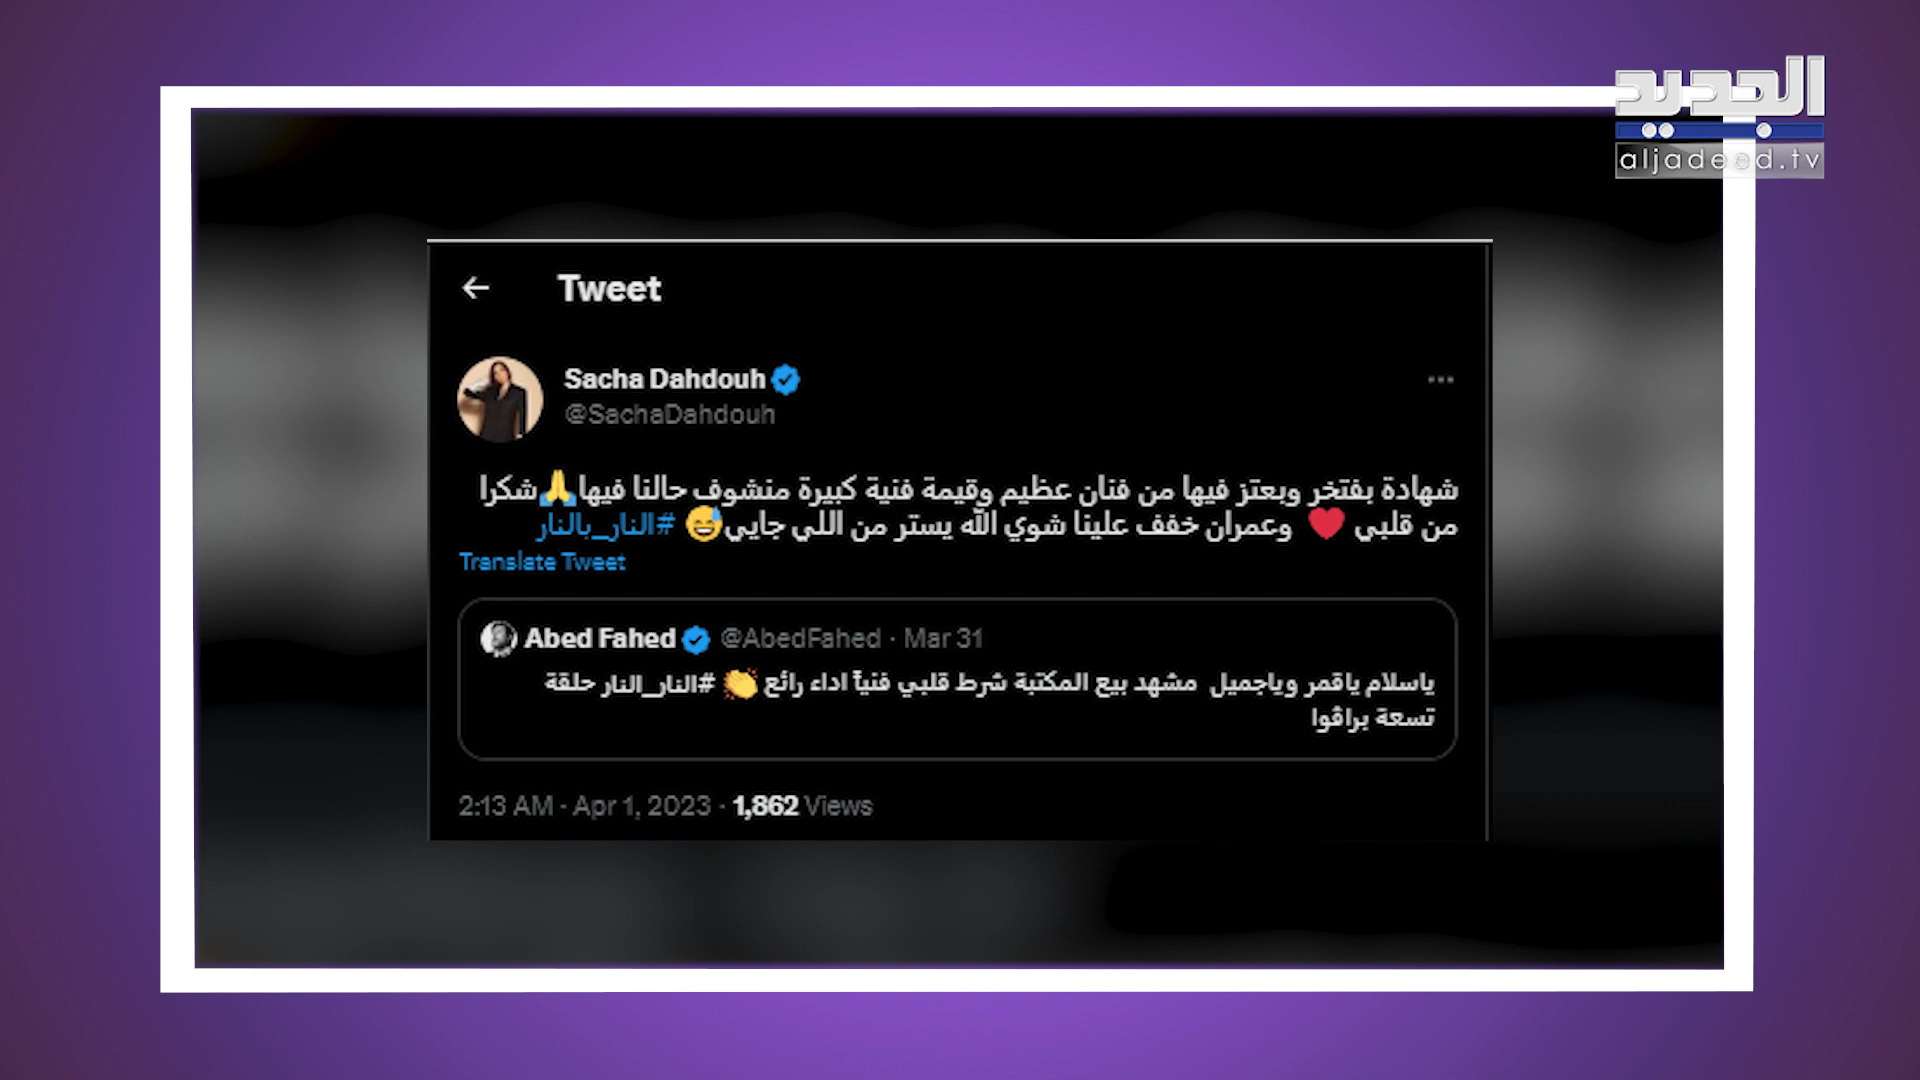 الجديد
aljadeed.tv
← Tweet
Sacha Dahdouh
@SachaDahdouh
شهادة بفتخر وبعتز فيها من فنان عظيم وقيمة فنية كبيرة منشوف حالنا فيها🙏شكرا
من قلبي ❤️ وعمران خفف علينا شوي الله يستر من اللي جايي😅 #النار_بالنار
Translate Tweet
Abed Fahed @AbedFahed · Mar 31
ياسلام ياقمر وياجميل مشهد بيع المكتبة شرط قلبي فنياً اداء رائع 👏 #النار_النار حلقة
تسعة براڤوا
2:13 AM · Apr 1, 2023 · 1,862 Views